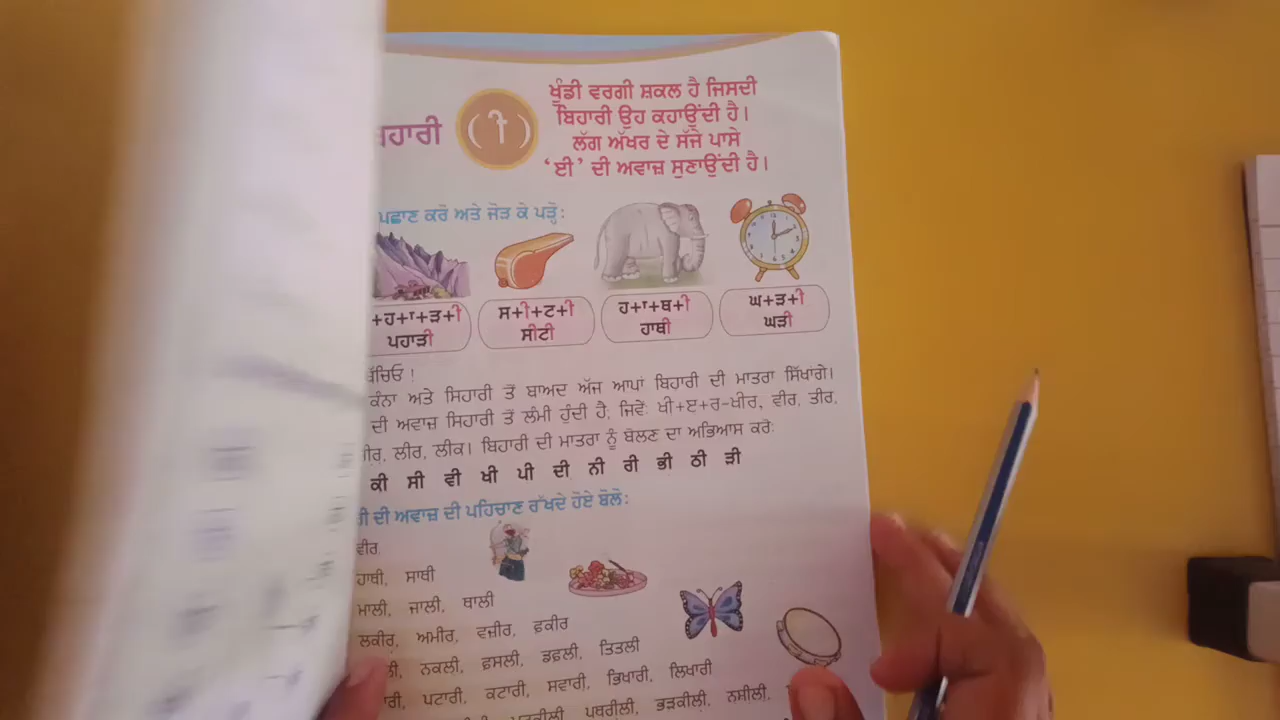 ਖੂੰਡੀ ਵਰਗੀ ਸ਼ਕਲ ਹੈ ਜਿਸਦੀ
ਬਿਹਾਰੀ ਉਹ ਕਹਾਉਂਦੀ ਹੈ।
ਲੱਗ ਅੱਖਰ ਦੇ ਸੱਜੇ ਪਾਸੇ
‘ਈ’ ਦੀ ਅਵਾਜ਼ ਸੁਣਾਉਂਦੀ ਹੈ।
( ੀ )
ਪਛਾਣ ਕਰੋ ਅਤੇ ਜੋੜ ਕੇ ਪੜ੍ਹੋ:
+ਹ+ਾ+ੜ+ੀ
ਪਹਾੜੀ
ਸ+ੀ+ਟ+ੀ
ਸੀਟੀ
ਹ+ਾ+ਥ+ੀ
ਹਾਥੀ
ਘ+ੜ+ੀ
ਘੜੀ
ਕੰਨਾ ਅਤੇ ਸਿਹਾਰੀ ਤੋਂ ਬਾਅਦ ਅੱਜ ਆਪਾਂ ਬਿਹਾਰੀ ਦੀ ਮਾਤਰਾ ਸਿੱਖਾਂਗੇ।
ਦੀ ਅਵਾਜ਼ ਸਿਹਾਰੀ ਤੋਂ ਲੰਮੀ ਹੁੰਦੀ ਹੈ; ਜਿਵੇਂ: ਖੀ+ਏ+ਰ-ਖੀਰ, ਵੀਰ, ਤੀਰ,
ਲੀਰ, ਲੀਕ। ਬਿਹਾਰੀ ਦੀ ਮਾਤਰਾ ਨੂੰ ਬੋਲਣ ਦਾ ਅਭਿਆਸ ਕਰੋ:
ਕੀ ਸੀ ਵੀ ਖੀ ਪੀ ਦੀ ਨੀ ਰੀ ਭੀ ਠੀ ੜੀ
ਦੀ ਅਵਾਜ਼ ਦੀ ਪਹਿਚਾਣ ਰੱਖਦੇ ਹੋਏ ਬੋਲੋ:
ਵੀਰ,
ਹਾਥੀ, ਸਾਥੀ
ਮਾਲੀ, ਜਾਲੀ, ਥਾਲੀ
ਲਕੀਰ, ਅਮੀਰ, ਵਜ਼ੀਰ, ਫ਼ਕੀਰ
ਨਕਲੀ, ਫ਼ਸਲੀ, ਡਫਲੀ, ਤਿਤਲੀ
ਪਟਾਰੀ, ਕਟਾਰੀ, ਸਵਾਰੀ, ਭਿਖਾਰੀ, ਲਿਖਾਰੀ
ਪਥਰੀਲੀ, ਭੜਕੀਲੀ, ਨਸ਼ੀਲੀ,